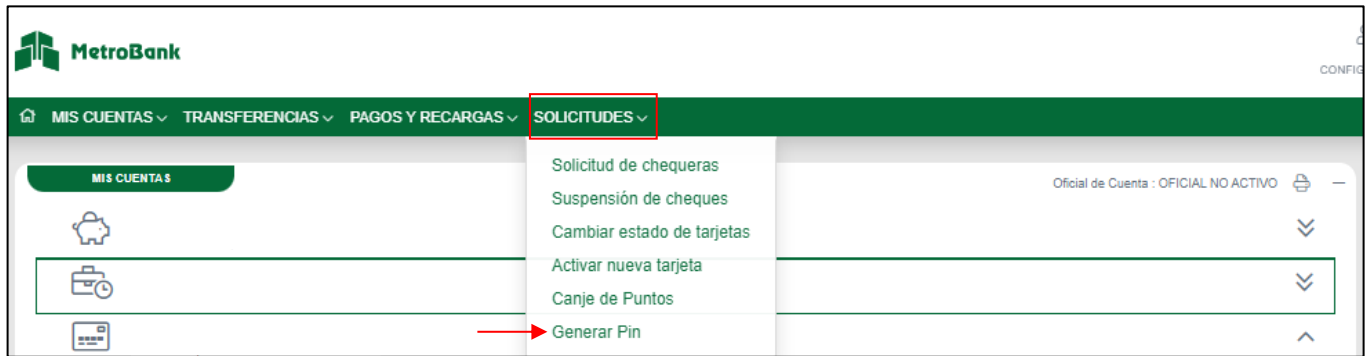 MetroBank
CONFIG
MIS CUENTAS TRANSFERENCIAS PAGOS Y RECARGAS SOLICITUDES
MIS CUENTAS
Oficial de Cuenta : OFICIAL NO ACTIVO
Solicitud de chequeras
Suspensión de cheques
Cambiar estado de tarjetas
Activar nueva tarjeta
Canje de Puntos
Generar Pin